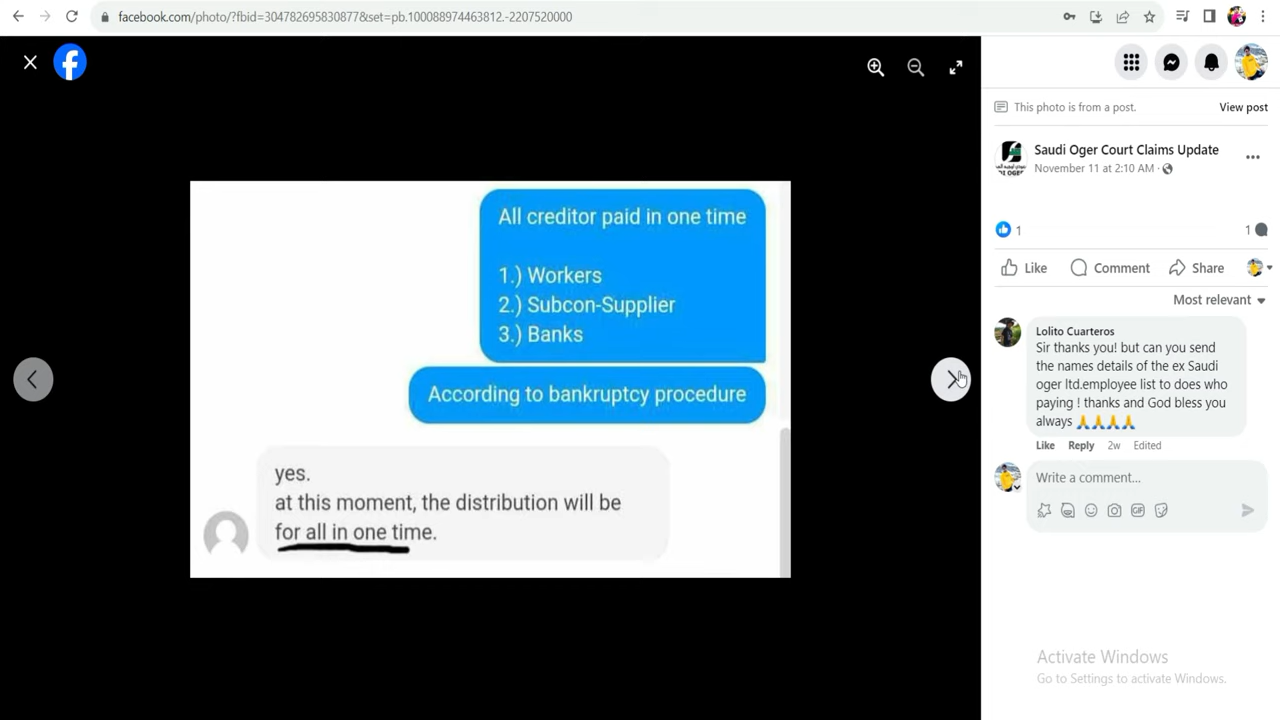 facebook.com/photo/?fbid=3047826958308778&set=pb.100088974463812.-2207520000
This photo is from a post.
View post
Saudi Oger Court Claims Update
November 11 at 2:10 AM ·
1
1
Like
Comment
Share
Most relevant
All creditor paid in one time
1.) Workers
2.) Subcon-Supplier
3.) Banks
According to bankruptcy procedure
yes.
at this moment, the distribution will be
for all in one time.
Lolito Cuarteros
Sir thanks you! but can you send
the names details of the ex Saudi
oger ltd.employee list to does who
paying ! thanks and God bless you
always 🙏🙏🙏🙏
Like Reply 2w Edited
Write a comment...
GIF
Activate Windows
Go to Settings to activate Windows.